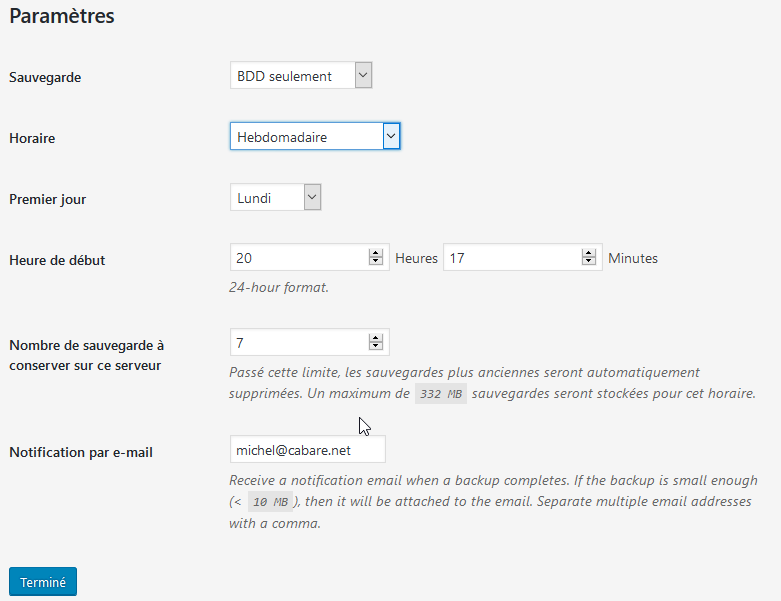 Paramètres
Sauvegarde BDD seulement
Horaire Hebdomadaire
Premier jour Lundi
Heure de début 20 Heures 17 Minutes
24-hour format.
Nombre de sauvegarde à conserver sur ce serveur 7
Passé cette limite, les sauvegardes plus anciennes seront automatiquement
supprimées. Un maximum de 332 MB sauvegardes seront stockées pour cet horaire.
Notification par e-mail michel@cabare.net
Receive a notification email when a backup completes. If the backup is small enough
(< 10 MB), then it will be attached to the email. Separate multiple email addresses
with a comma.
Terminé